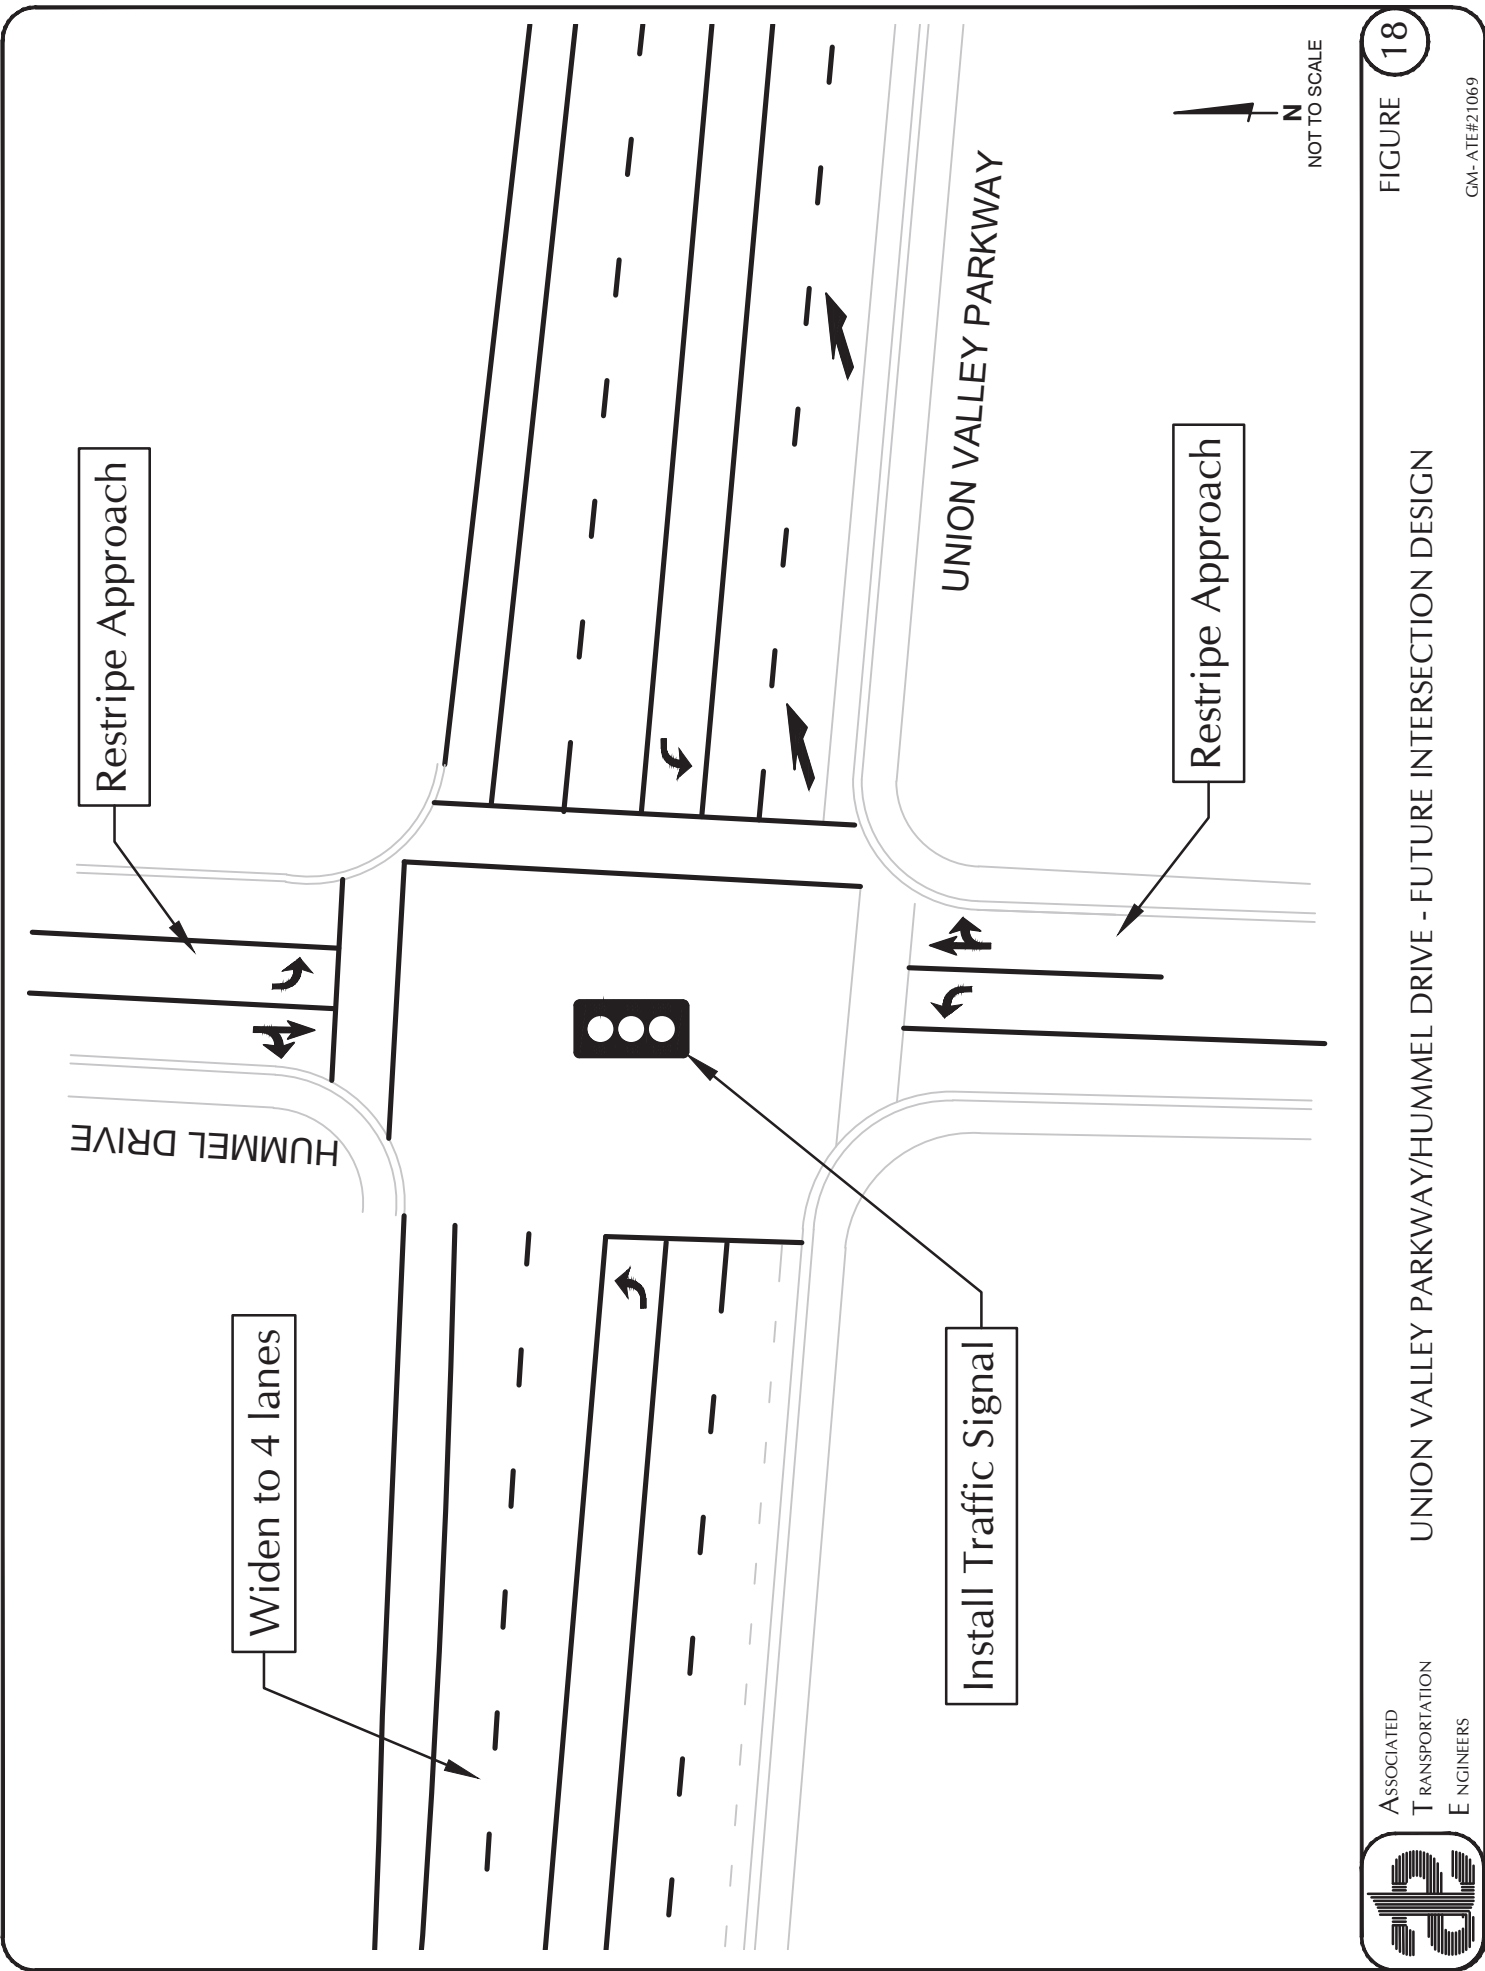 Restripe Approach
HUMMEL DRIVE
Widen to 4 lanes
UNION VALLEY PARKWAY
Install Traffic Signal
Restripe Approach
N
NOT TO SCALE
ASSOCIATED
TRANSPORTATION
ENGINEERS
UNION VALLEY PARKWAY/HUMMEL DRIVE - FUTURE INTERSECTION DESIGN
FIGURE 18
GM- ATE#21069